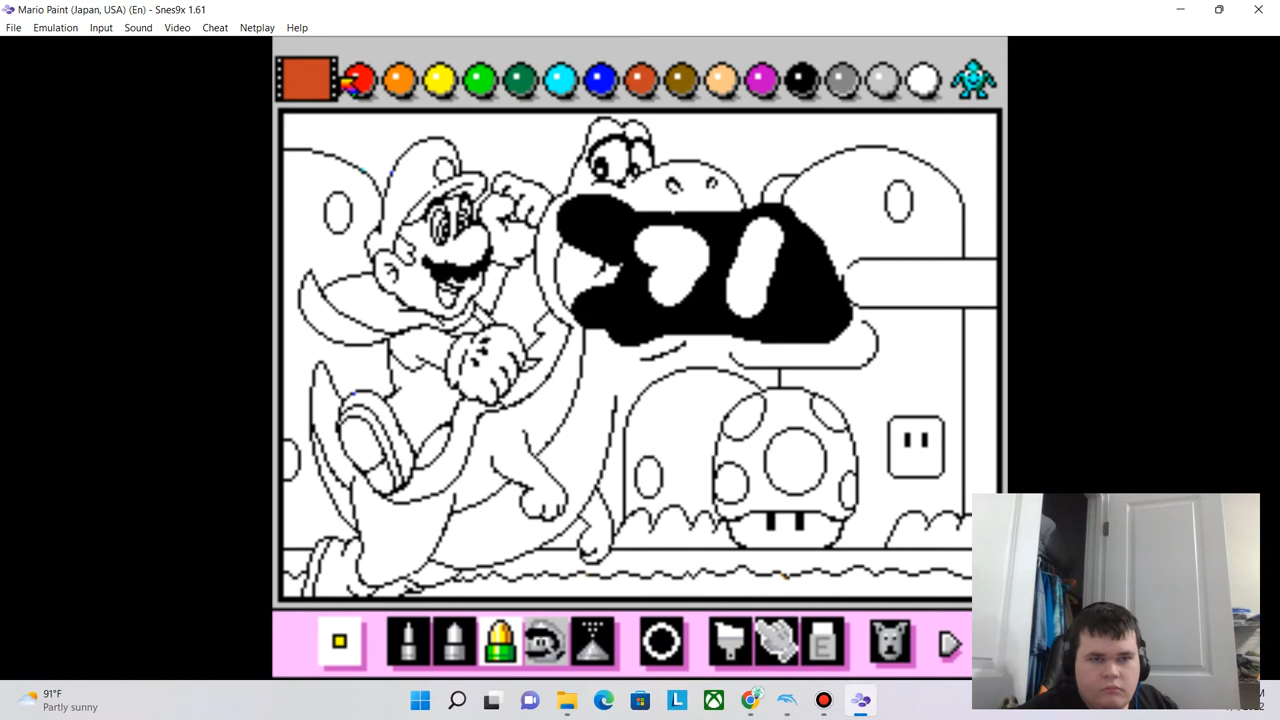 Mario Paint (Japan, USA) (En) - Snes9x 1.61
File Emulation Input Sound Video Cheat Netplay Help
E
L
91°F
Partly sunny